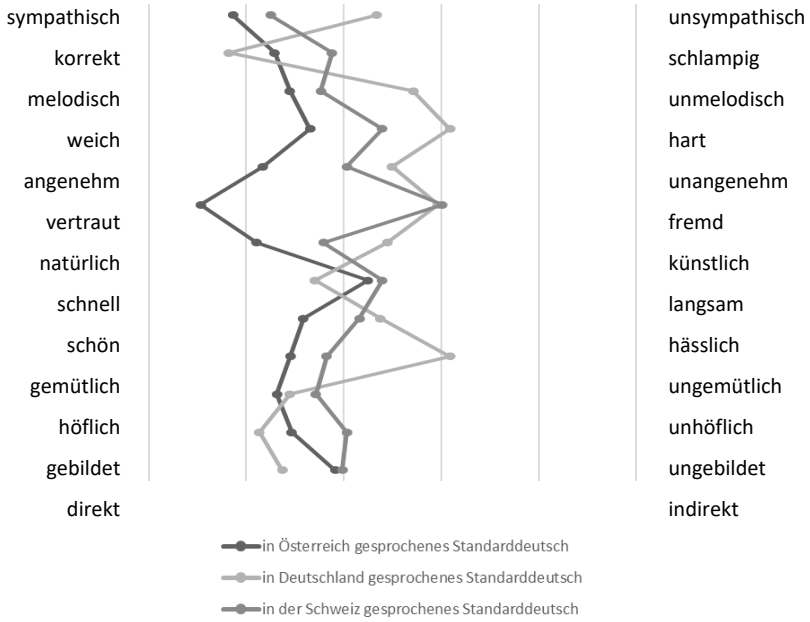 sympathisch unsympathisch
korrekt schlampig
melodisch unmelodisch
weich hart
angenehm unangenehm
vertraut fremd
natürlich künstlich
schnell langsam
schön hässlich
gemütlich ungemütlich
höflich unhöflich
gebildet ungebildet
direkt indirekt
in Österreich gesprochenes Standarddeutsch
in Deutschland gesprochenes Standarddeutsch
in der Schweiz gesprochenes Standarddeutsch